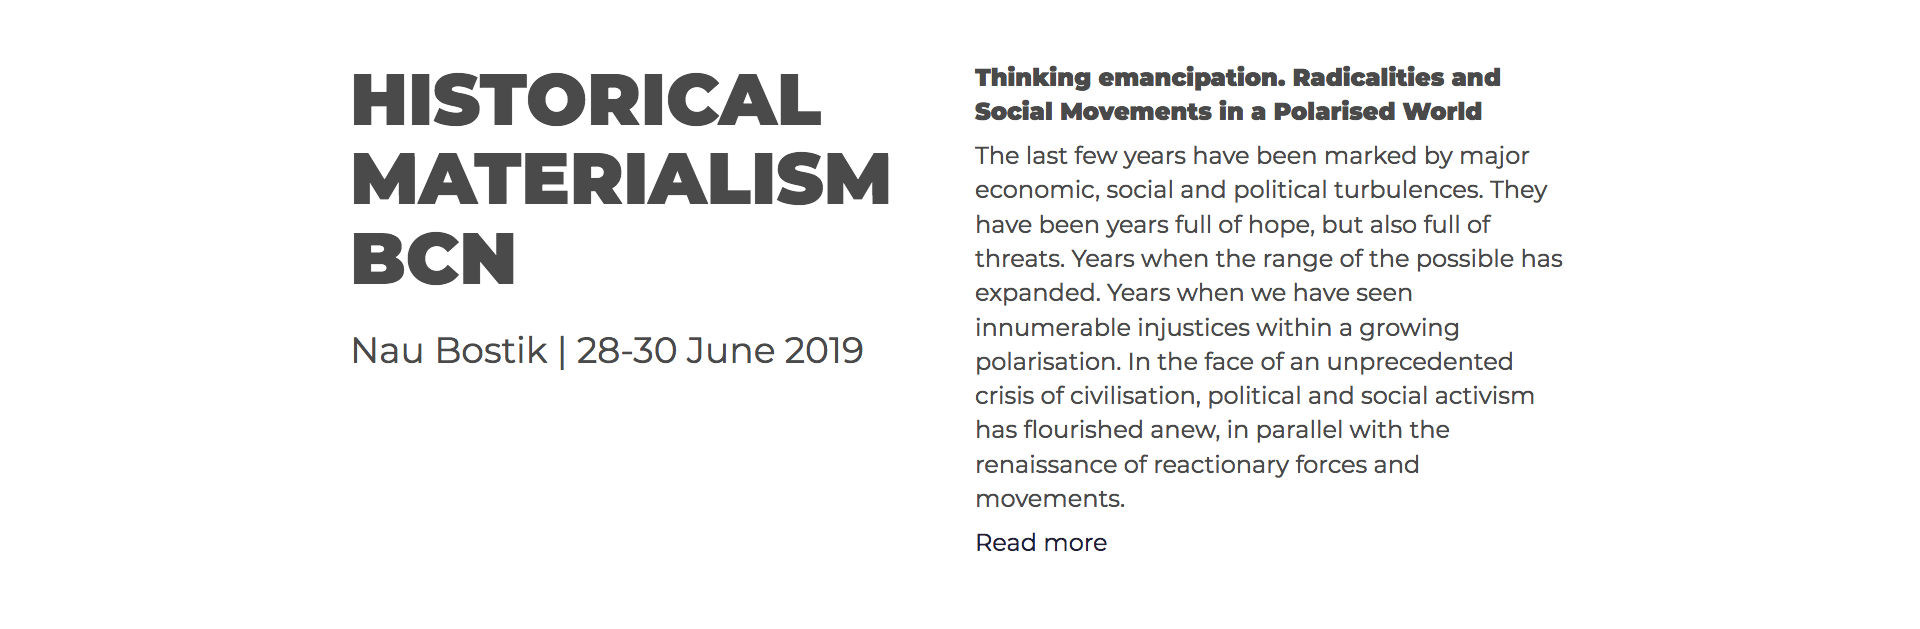 HISTORICAL
MATERIALISM
BCN
Nau Bostik | 28-30 June 2019
Thinking emancipation. Radicalities and
Social Movements in a Polarised World
The last few years have been marked by major
economic, social and political turbulences. They
have been years full of hope, but also full of
threats. Years when the range of the possible has
expanded. Years when we have seen
innumerable injustices within a growing
polarisation. In the face of an unprecedented
crisis of civilisation, political and social activism
has flourished anew, in parallel with the
renaissance of reactionary forces and
movements.
Read more